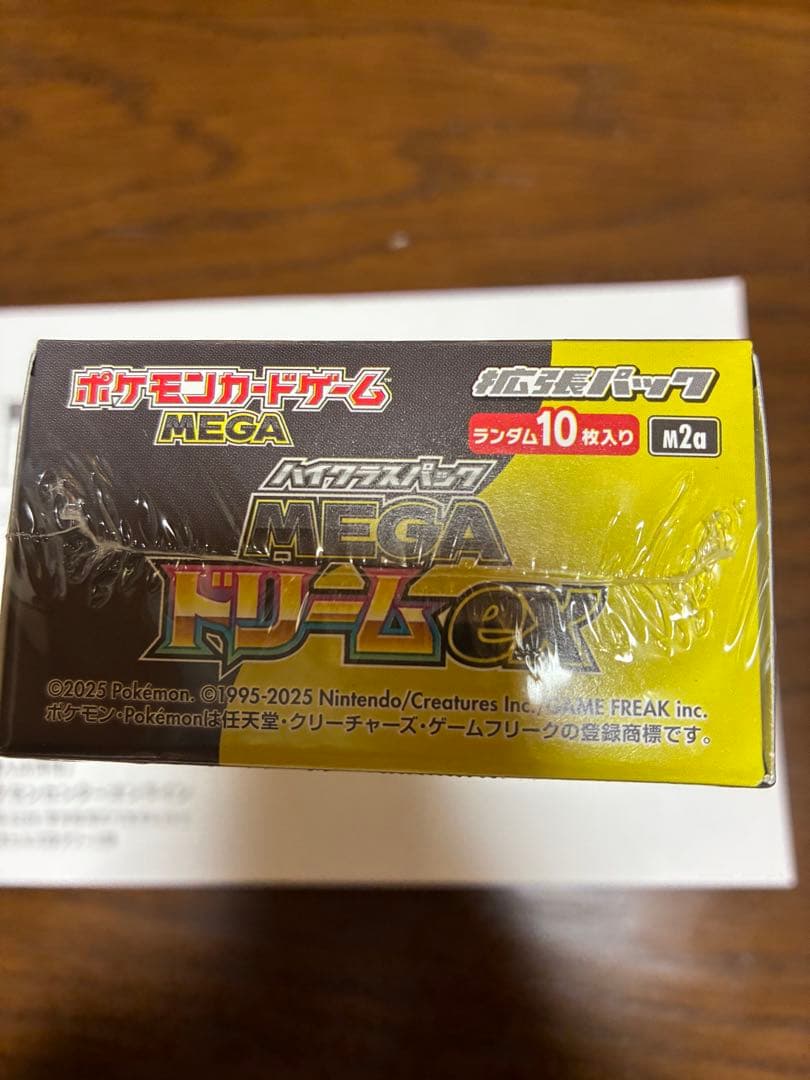 ポケモンカードゲーム™
MEGA
拡張パック
ランダム10枚入り
M2a
ハイクラスパック
MEGA
ドリームex
©2025 Pokémon. ©1995-2025 Nintendo/Creatures Inc./GAME FREAK inc.
ポケモン・Pokémonは任天堂・クリーチャーズ・ゲームフリークの登録商標です。